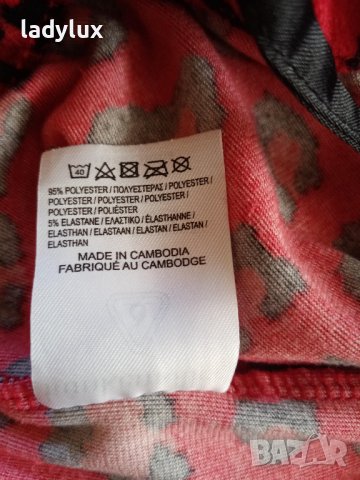 ladylux
40
95% POLYESTER / ΠΟΛΥΕΣΤΕΡΑΣ / POLYESTER /
POLYESTER / POLYESTER / POLYESTER /
POLYESTER / POLIÉSTER
5% ELASTANE / ΕΛΑΣΤΙΚΟ / ÉLASTHANNE /
ELASTHAN / ELASTAAN / ELASTAN / ELASTAN /
ELASTHAN
MADE IN CAMBODIA
FABRIQUÉ AU CAMBODGE
BAZAR
bg